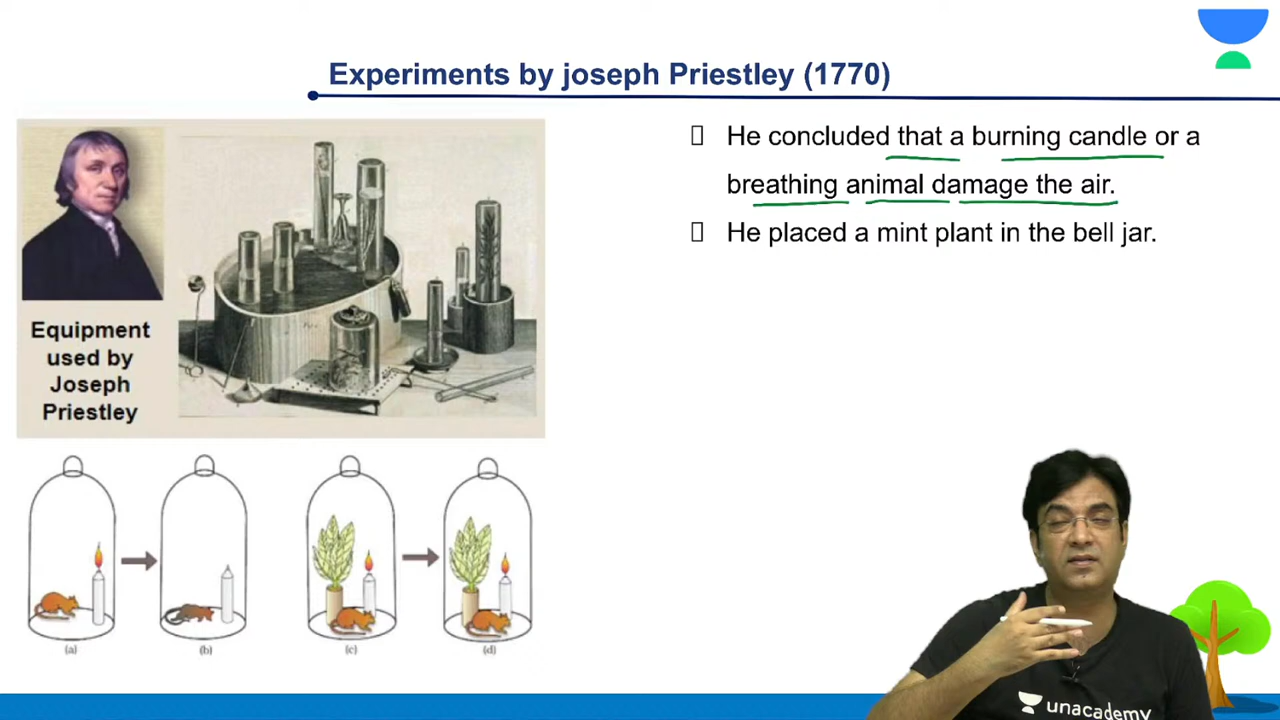 Experiments by joseph Priestley (1770)
He concluded that a burning candle or a
breathing animal damage the air.
He placed a mint plant in the bell jar.
Equipment
used by
Joseph
Priestley
(a)
(b)
(c)
(d)
unacademy